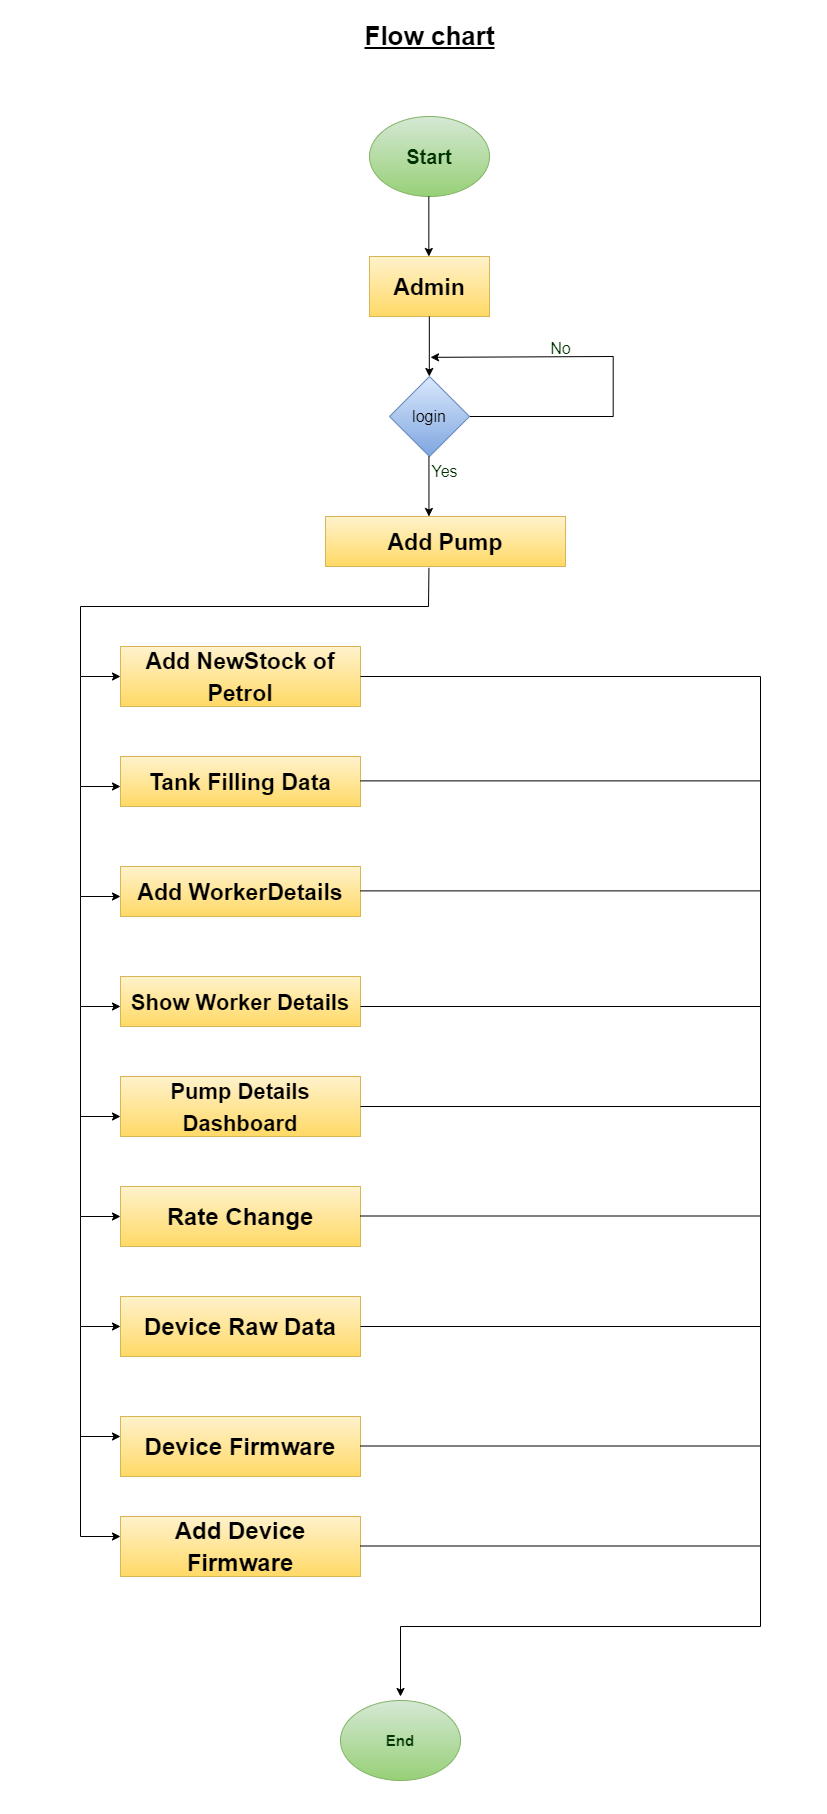 Flow chart
Start
Admin
No
login
Yes
Add Pump
Add NewStock of
Petrol
Tank Filling Data
Add WorkerDetails
Show Worker Details
Pump Details
Dashboard
Rate Change
Device Raw Data
Device Firmware
Add Device
Firmware
End